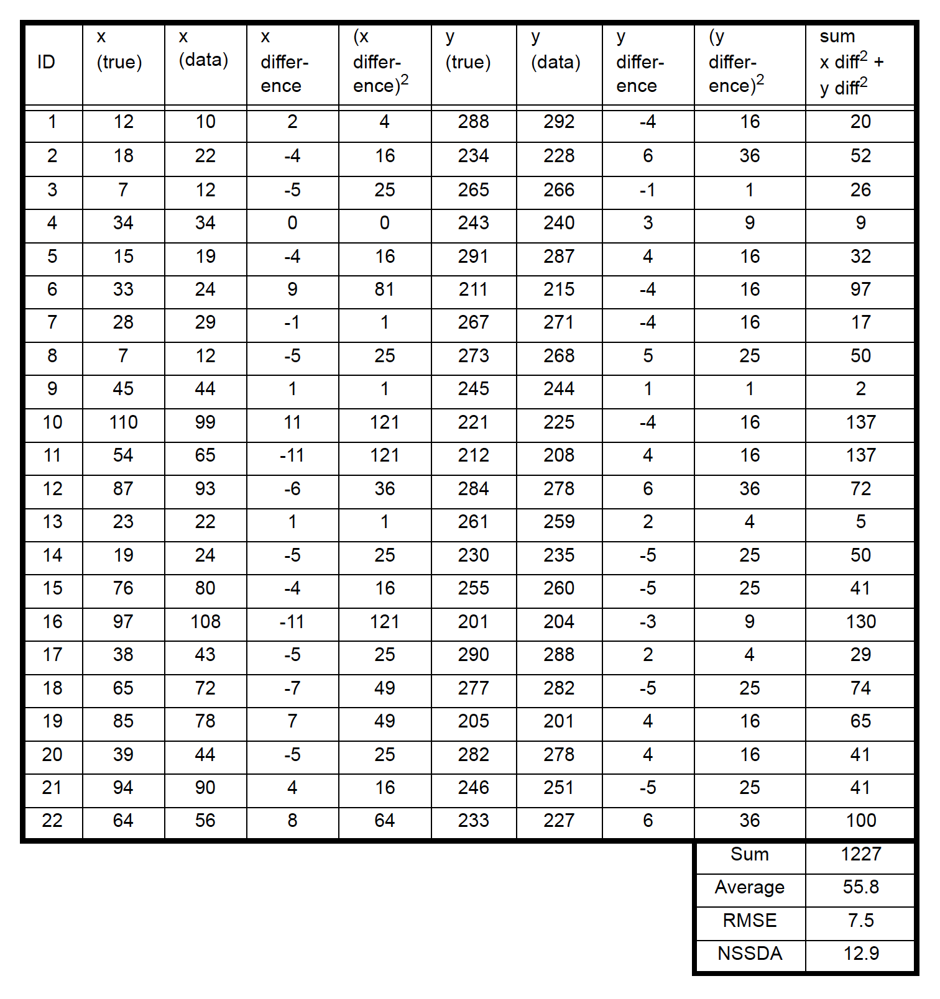 ID x (true) x (data) x differ-ence (x differ-ence)² y (true) y (data) y differ-ence (y differ-ence)² sum x diff² + y diff²
1 12 10 2 4 288 292 -4 16 20
2 18 22 -4 16 234 228 6 36 52
3 7 12 -5 25 265 266 -1 1 26
4 34 34 0 0 243 240 3 9 9
5 15 19 -4 16 291 287 4 16 32
6 33 24 9 81 211 215 -4 16 97
7 28 29 -1 1 267 271 -4 16 17
8 7 12 -5 25 273 268 5 25 50
9 45 44 1 1 245 244 1 1 2
10 110 99 11 121 221 225 -4 16 137
11 54 65 -11 121 212 208 4 16 137
12 87 93 -6 36 284 278 6 36 72
13 23 22 1 1 261 259 2 4 5
14 19 24 -5 25 230 235 -5 25 50
15 76 80 -4 16 255 260 -5 25 41
16 97 108 -11 121 201 204 -3 9 130
17 38 43 -5 25 290 288 2 4 29
18 65 72 -7 49 277 282 -5 25 74
19 85 78 7 49 205 201 4 16 65
20 39 44 -5 25 282 278 4 16 41
21 94 90 4 16 246 251 -5 25 41
22 64 56 8 64 233 227 6 36 100
Sum 1227
Average 55.8
RMSE 7.5
NSSDA 12.9